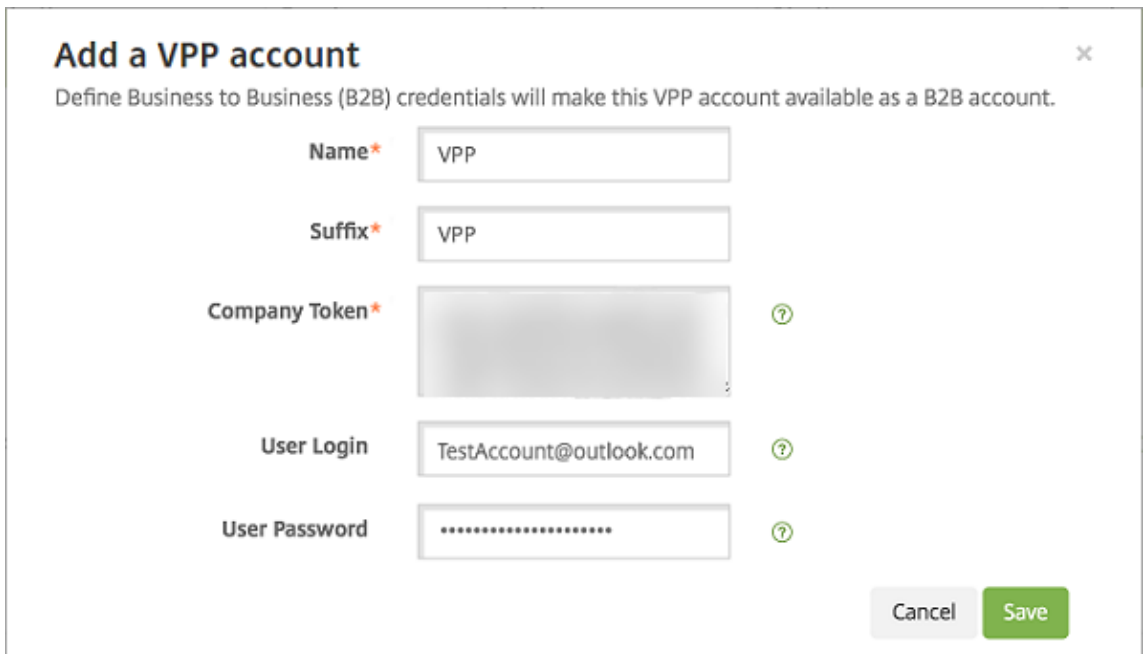 Add a VPP account
×
Define Business to Business (B2B) credentials will make this VPP account available as a B2B account.
Name* VPP
Suffix* VPP
Company Token* ?
User Login TestAccount@outlook.com ?
User Password ••••••••••••••••••••• ?
Cancel Save